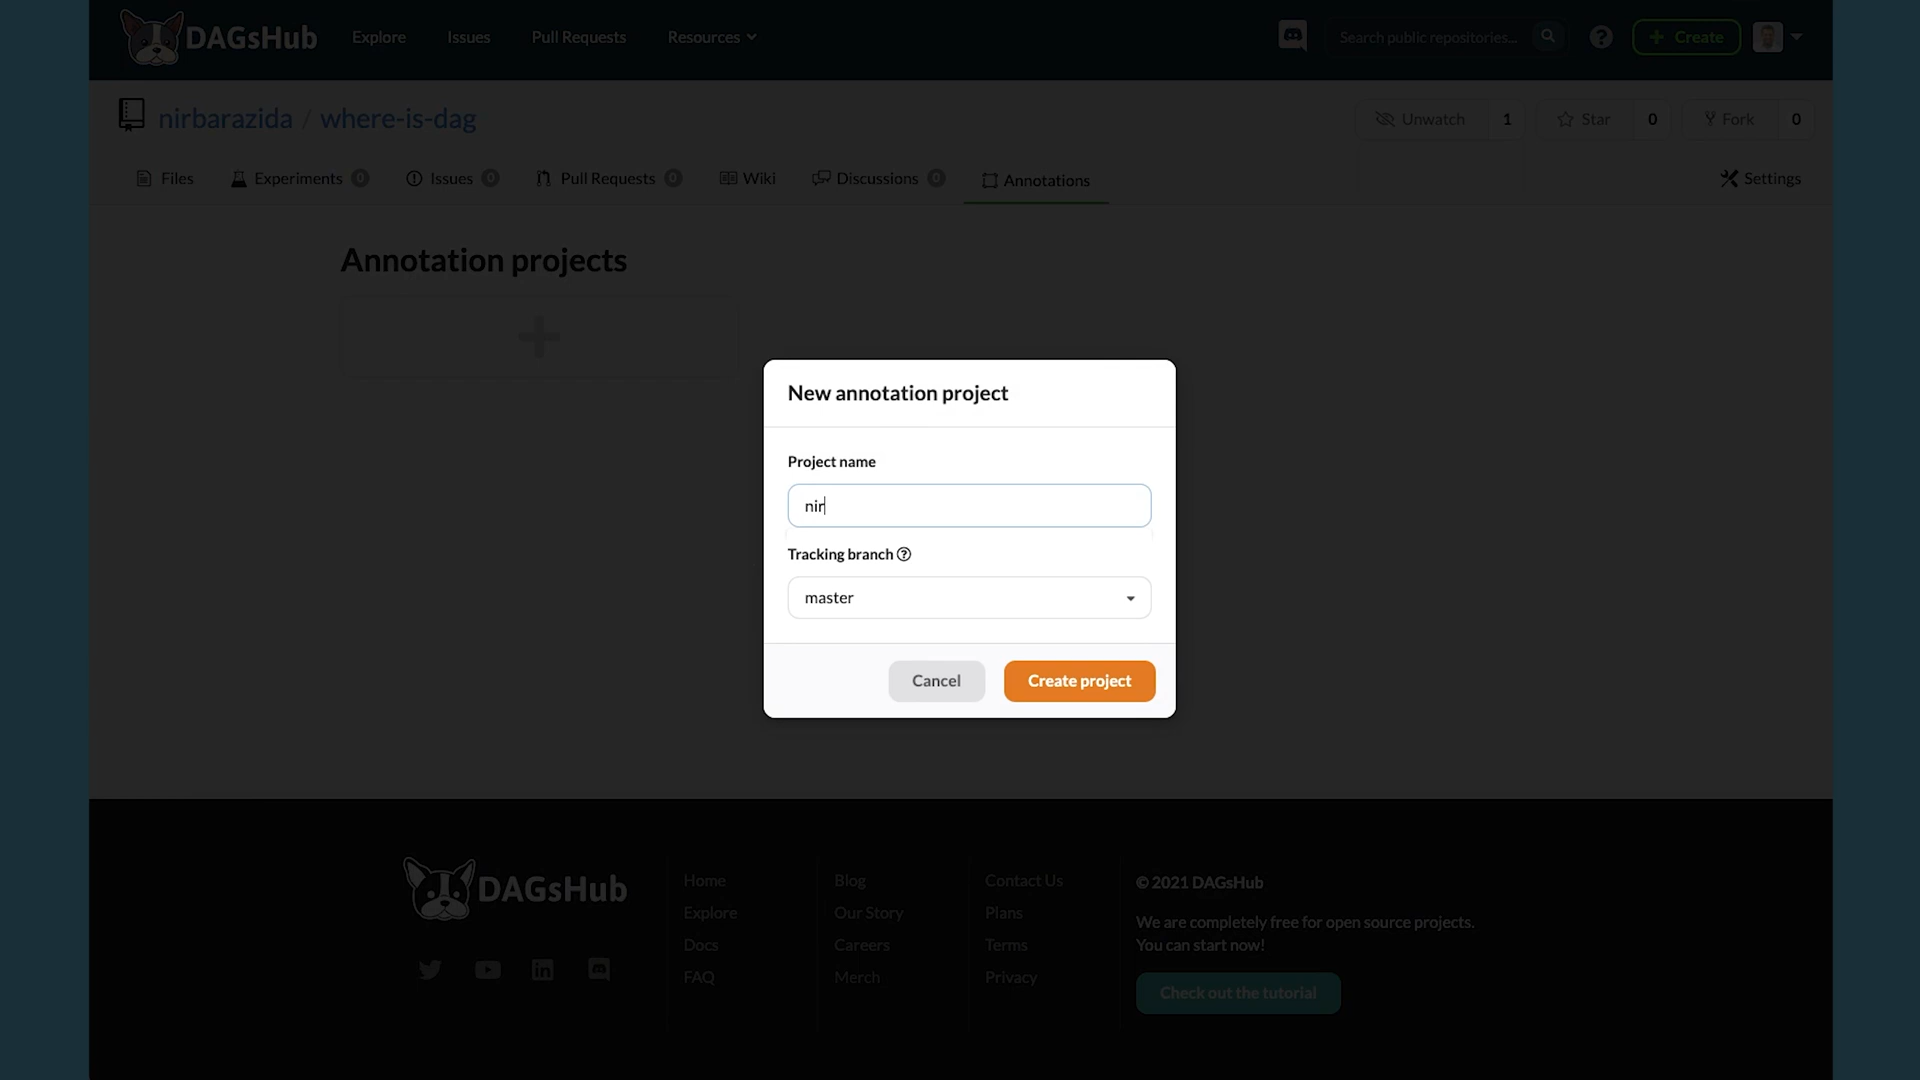 DAGsHub Explore Issues Pull Requests Resources Search public repositories... Create
nirbarazida / where-is-dag Unwatch 1 Star 0 Fork 0
Files Experiments 0 Issues 0 Pull Requests 0 Wiki Discussions 0 Annotations Settings
Annotation projects
New annotation project
Project name
nir
Tracking branch
master
Cancel Create project
DAGsHub
Home
Explore
Docs
FAQ
Blog
Our Story
Careers
Merch
Contact Us
Plans
Terms
Privacy
© 2021 DAGsHub
We are completely free for open source projects.
You can start now!
Check out the tutorial